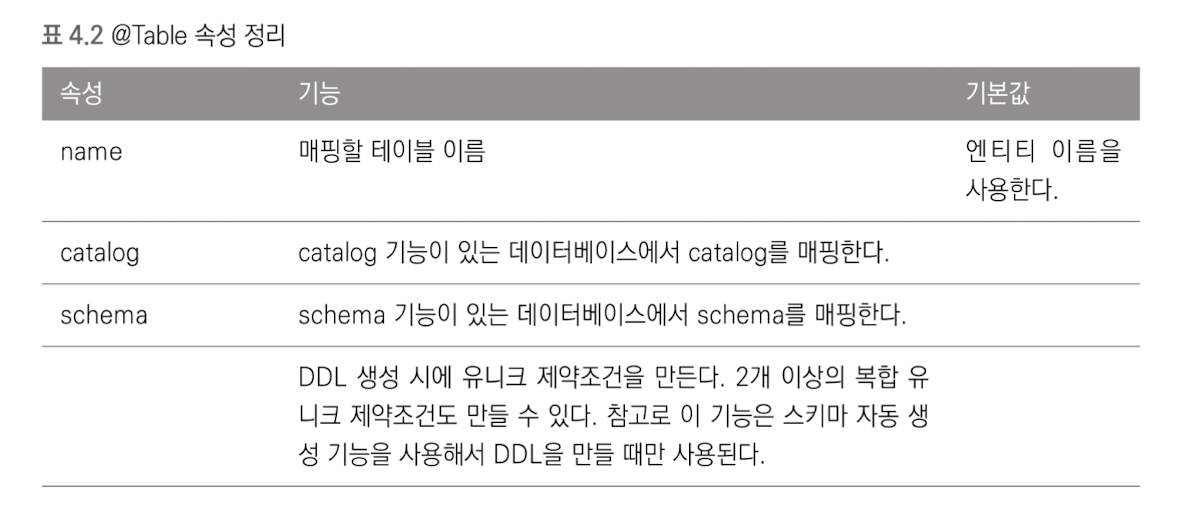 표 4.2 @Table 속성 정리
속성 기능 기본값
name 매핑할 테이블 이름 엔티티 이름을
사용한다.
catalog catalog 기능이 있는 데이터베이스에서 catalog를 매핑한다.
schema schema 기능이 있는 데이터베이스에서 schema를 매핑한다.
DDL 생성 시에 유니크 제약조건을 만든다. 2개 이상의 복합 유
니크 제약조건도 만들 수 있다. 참고로 이 기능은 스키마 자동 생
성 기능을 사용해서 DDL을 만들 때만 사용된다.